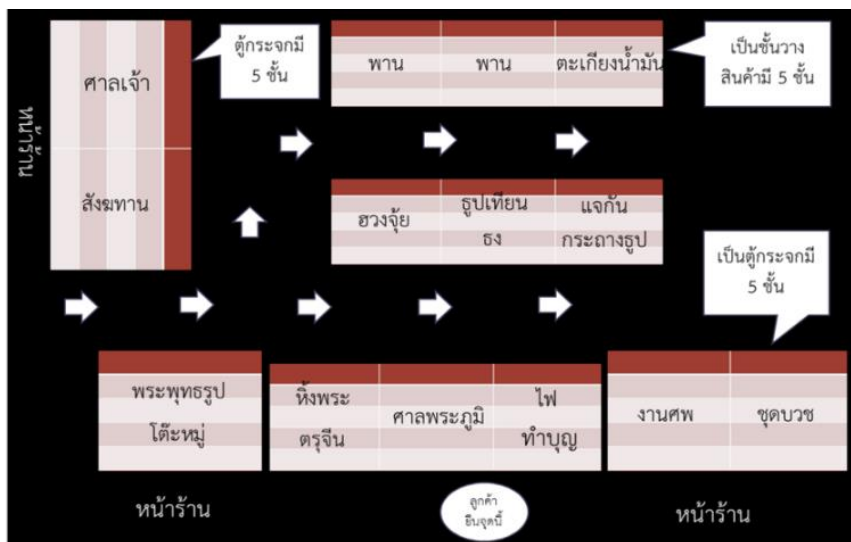 หน้าร้าน
ศาลเจ้า
สังฆทาน
ตู้กระจกมี
5 ชั้น
พาน
พาน
ตะเกียงน้ำมัน
เป็นชั้นวาง
สินค้ามี 5 ชั้น
ฮวงจุ้ย
ธูปเทียน
ธง
แจกัน
กระถางธูป
เป็นตู้กระจกมี
5 ชั้น
พระพุทธรูป
โต๊ะหมู่
หิ้งพระ
ตรุจีน
ศาลพระภูมิ
ไฟ
ทำบุญ
งานศพ
ชุดบวช
หน้าร้าน
ลูกค้า
ยืนจุดนี้
หน้าร้าน